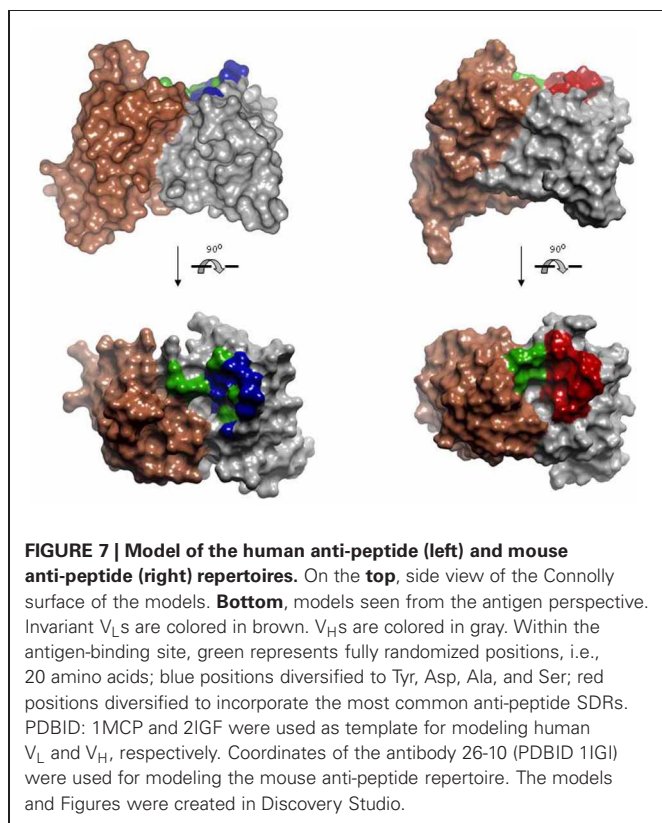 90º
90º
FIGURE 7 | Model of the human anti-peptide (left) and mouse
anti-peptide (right) repertoires. On the top, side view of the Connolly
surface of the models. Bottom, models seen from the antigen perspective.
Invariant VLs are colored in brown. VHs are colored in gray. Within the
antigen-binding site, green represents fully randomized positions, i.e.,
20 amino acids; blue positions diversified to Tyr, Asp, Ala, and Ser; red
positions diversified to incorporate the most common anti-peptide SDRs.
PDBID: 1MCP and 2IGF were used as template for modeling human
VL and VH, respectively. Coordinates of the antibody 26-10 (PDBID 1IGI)
were used for modeling the mouse anti-peptide repertoire. The models
and Figures were created in Discovery Studio.